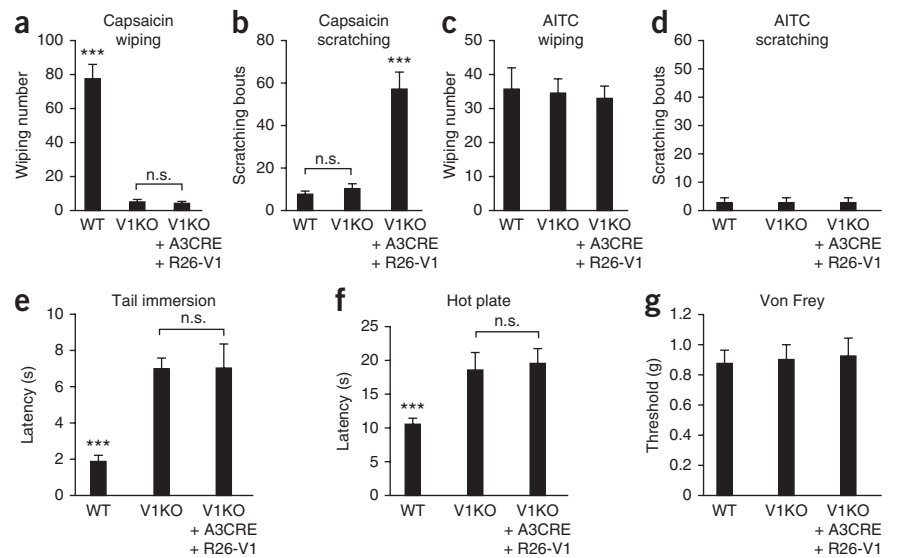 a
Capsaicin
wiping
Wiping number
100
80
60
40
20
0
***
n.s.
WT
V1KO
V1KO
+ A3CRE
+ R26-V1
b
Capsaicin
scratching
Scratching bouts
80
60
40
20
0
n.s.
***
WT
V1KO
V1KO
+ A3CRE
+ R26-V1
c
AITC
wiping
Wiping number
50
40
30
20
10
0
WT
V1KO
V1KO
+ A3CRE
+ R26-V1
d
AITC
scratching
Scratching bouts
60
50
40
30
20
10
0
WT
V1KO
V1KO
+ A3CRE
+ R26-V1
e
Tail immersion
Latency (s)
10
8
6
4
2
0
***
n.s.
WT
V1KO
V1KO
+ A3CRE
+ R26-V1
f
Hot plate
Latency (s)
25
20
15
10
5
0
***
n.s.
WT
V1KO
V1KO
+ A3CRE
+ R26-V1
g
Von Frey
Threshold (g)
1.2
1.0
0.8
0.6
0.4
0.2
0
WT
V1KO
V1KO
+ A3CRE
+ R26-V1